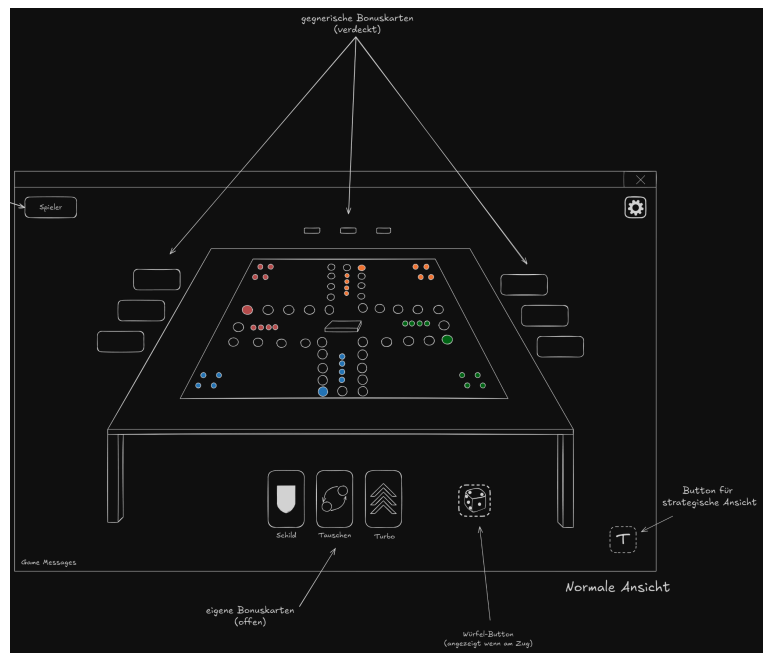 gegnerische Bonuskarten
(verdeckt)
Spieler
Schild
Tauschen
Turbo
Button für
strategische Ansicht
T
Game Messages
Normale Ansicht
eigene Bonuskarten
(offen)
Würfel-Button
(angezeigt wenn am Zug)